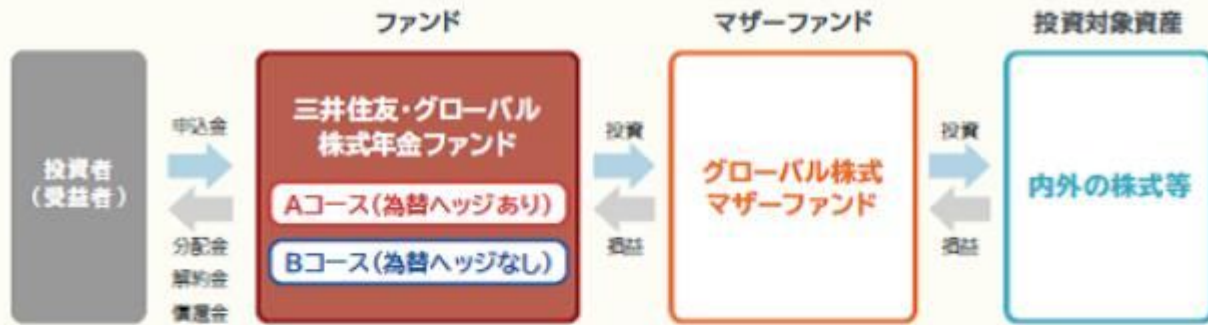 ファンド
マザーファンド
投資対象資産
投資者
(受益者)
申込金
分配金
解約金
償還金
三井住友・グローバル
株式年金ファンド
Aコース(為替ヘッジあり)
Bコース(為替ヘッジなし)
投資
損益
グローバル株式
マザーファンド
投資
損益
内外の株式等